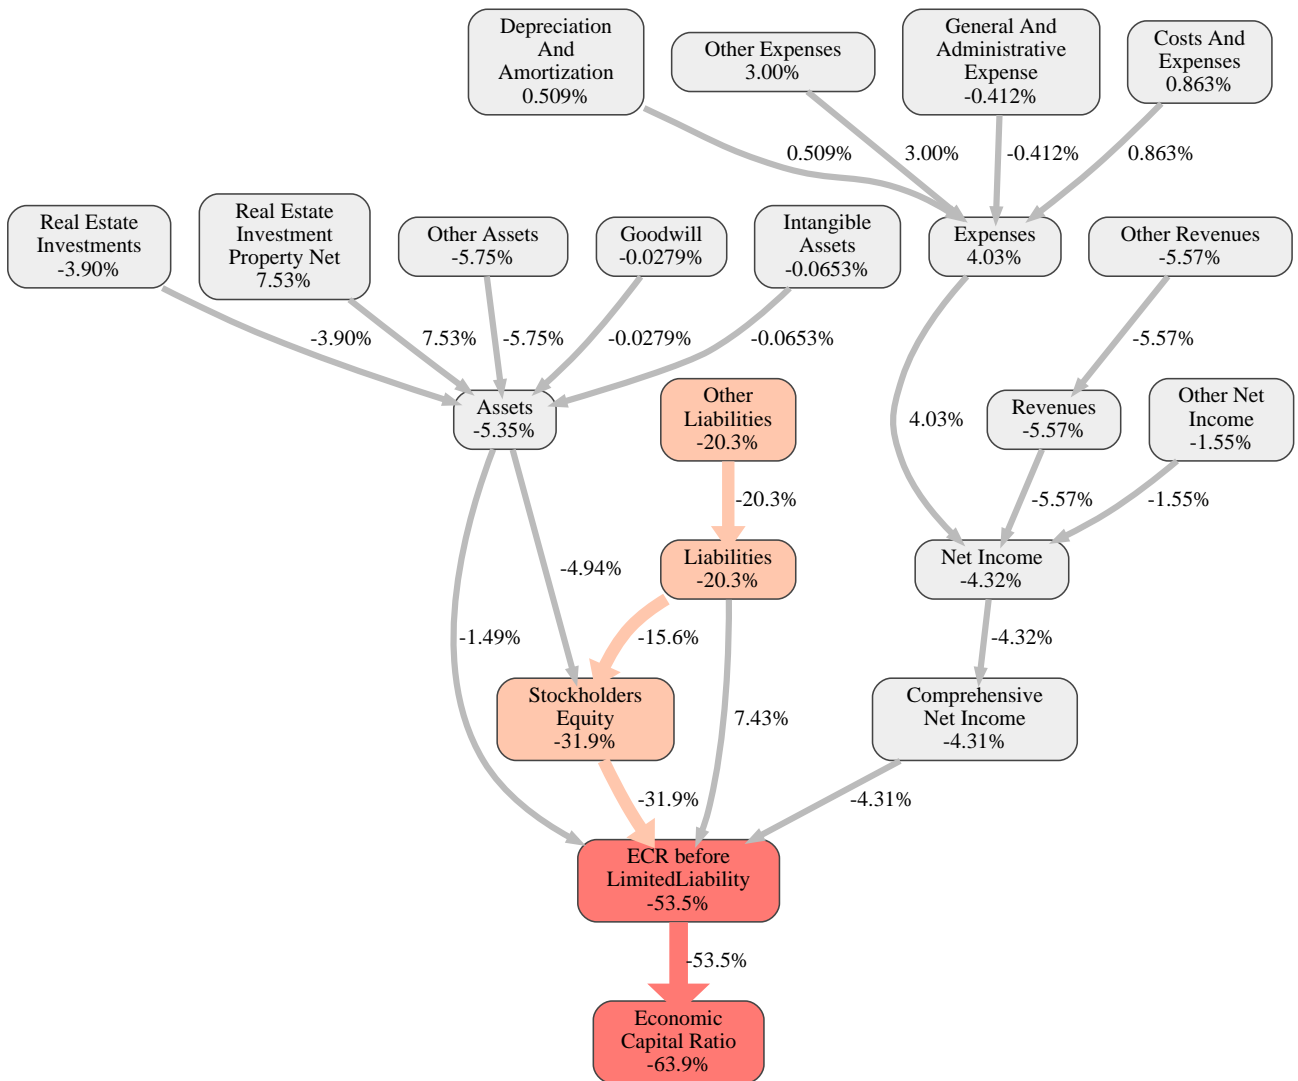 Depreciation
And
Amortization
0.509%
Other Expenses
3.00%
General And
Administrative
Expense
-0.412%
Costs And
Expenses
0.863%
0.509%
3.00%
-0.412%
0.863%
Real Estate
Investments
-3.90%
Real Estate
Investment
Property Net
7.53%
Other Assets
-5.75%
Goodwill
-0.0279%
Intangible
Assets
-0.0653%
Expenses
4.03%
Other Revenues
-5.57%
-3.90%
7.53%
-5.75%
-0.0279%
-0.0653%
-5.57%
Assets
-5.35%
Other
Liabilities
-20.3%
4.03%
Revenues
-5.57%
Other Net
Income
-1.55%
-20.3%
-5.57%
-1.55%
Liabilities
-20.3%
Net Income
-4.32%
-4.94%
-1.49%
-15.6%
-4.32%
Stockholders
Equity
-31.9%
7.43%
Comprehensive
Net Income
-4.31%
-31.9%
-4.31%
ECR before
LimitedLiability
-53.5%
-53.5%
Economic
Capital Ratio
-63.9%